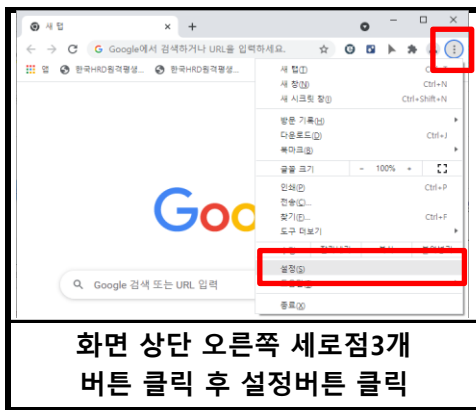 새 탭
Google에서 검색하거나 URL을 입력하세요.
앱 한국HRD원격평생... 한국HRD원격평생...
새 탭(T)
새 창(N) Ctrl+N
새 시크릿 창(I) Ctrl+Shift+N
방문 기록(H)
다운로드(D) Ctrl+J
북마크(B)
글꼴 크기 - 100% +
인쇄(P) Ctrl+P
전송(C)...
찾기(F)... Ctrl+F
도구 더보기
설정(S)
종료(X)
Goo
Google 검색 또는 URL 입력
화면 상단 오른쪽 세로점3개
버튼 클릭 후 설정버튼 클릭